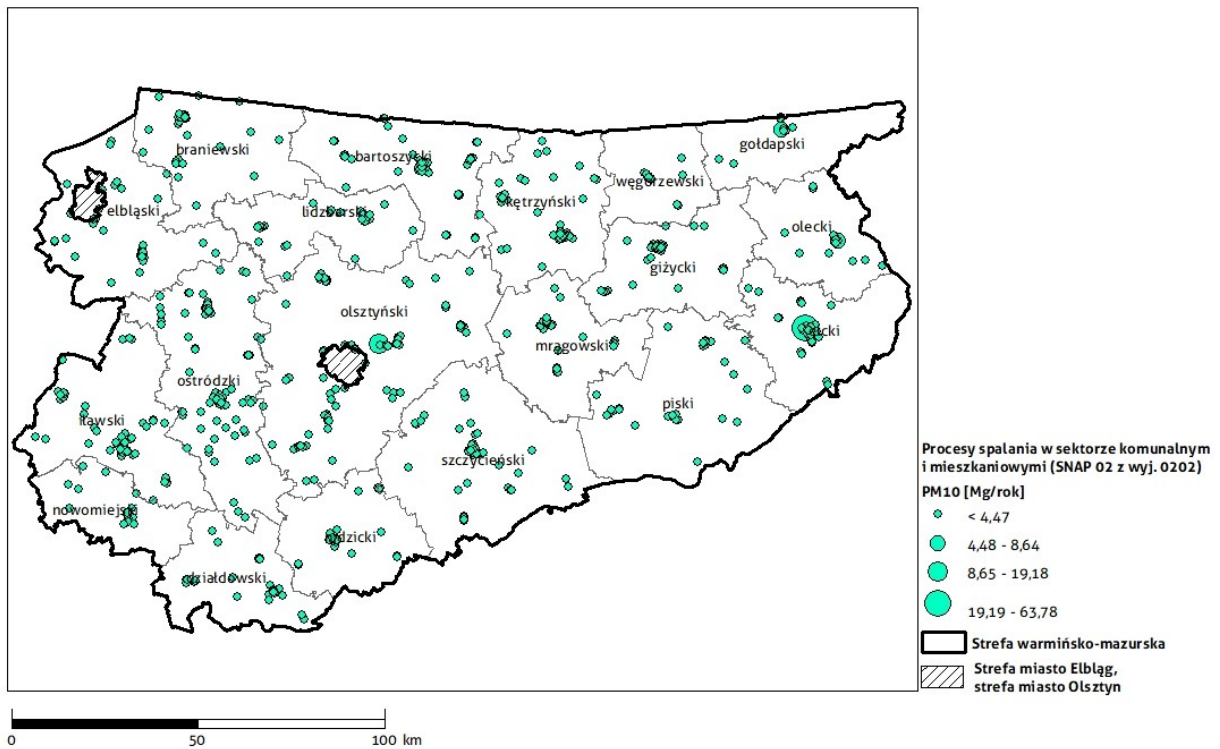 gołdapski
braniewski
bartoszycki
węgorzewski
kętrzyński
elbląski
lidzbarski
olecki
giżycki
olsztyński
ełcki
mrągowski
ostródzki
piski
iławski
szczycieński
nowomiejski
nidzicki
działdowski
Procesy spalania w sektorze komunalnym
i mieszkaniowymi (SNAP 02 z wyj. 0202)
PM10 [Mg/rok]
< 4,47
4,48 - 8,64
8,65 - 19,18
19,19 - 63,78
Strefa warmińsko-mazurska
Strefa miasto Elbląg,
strefa miasto Olsztyn
0 50 100 km